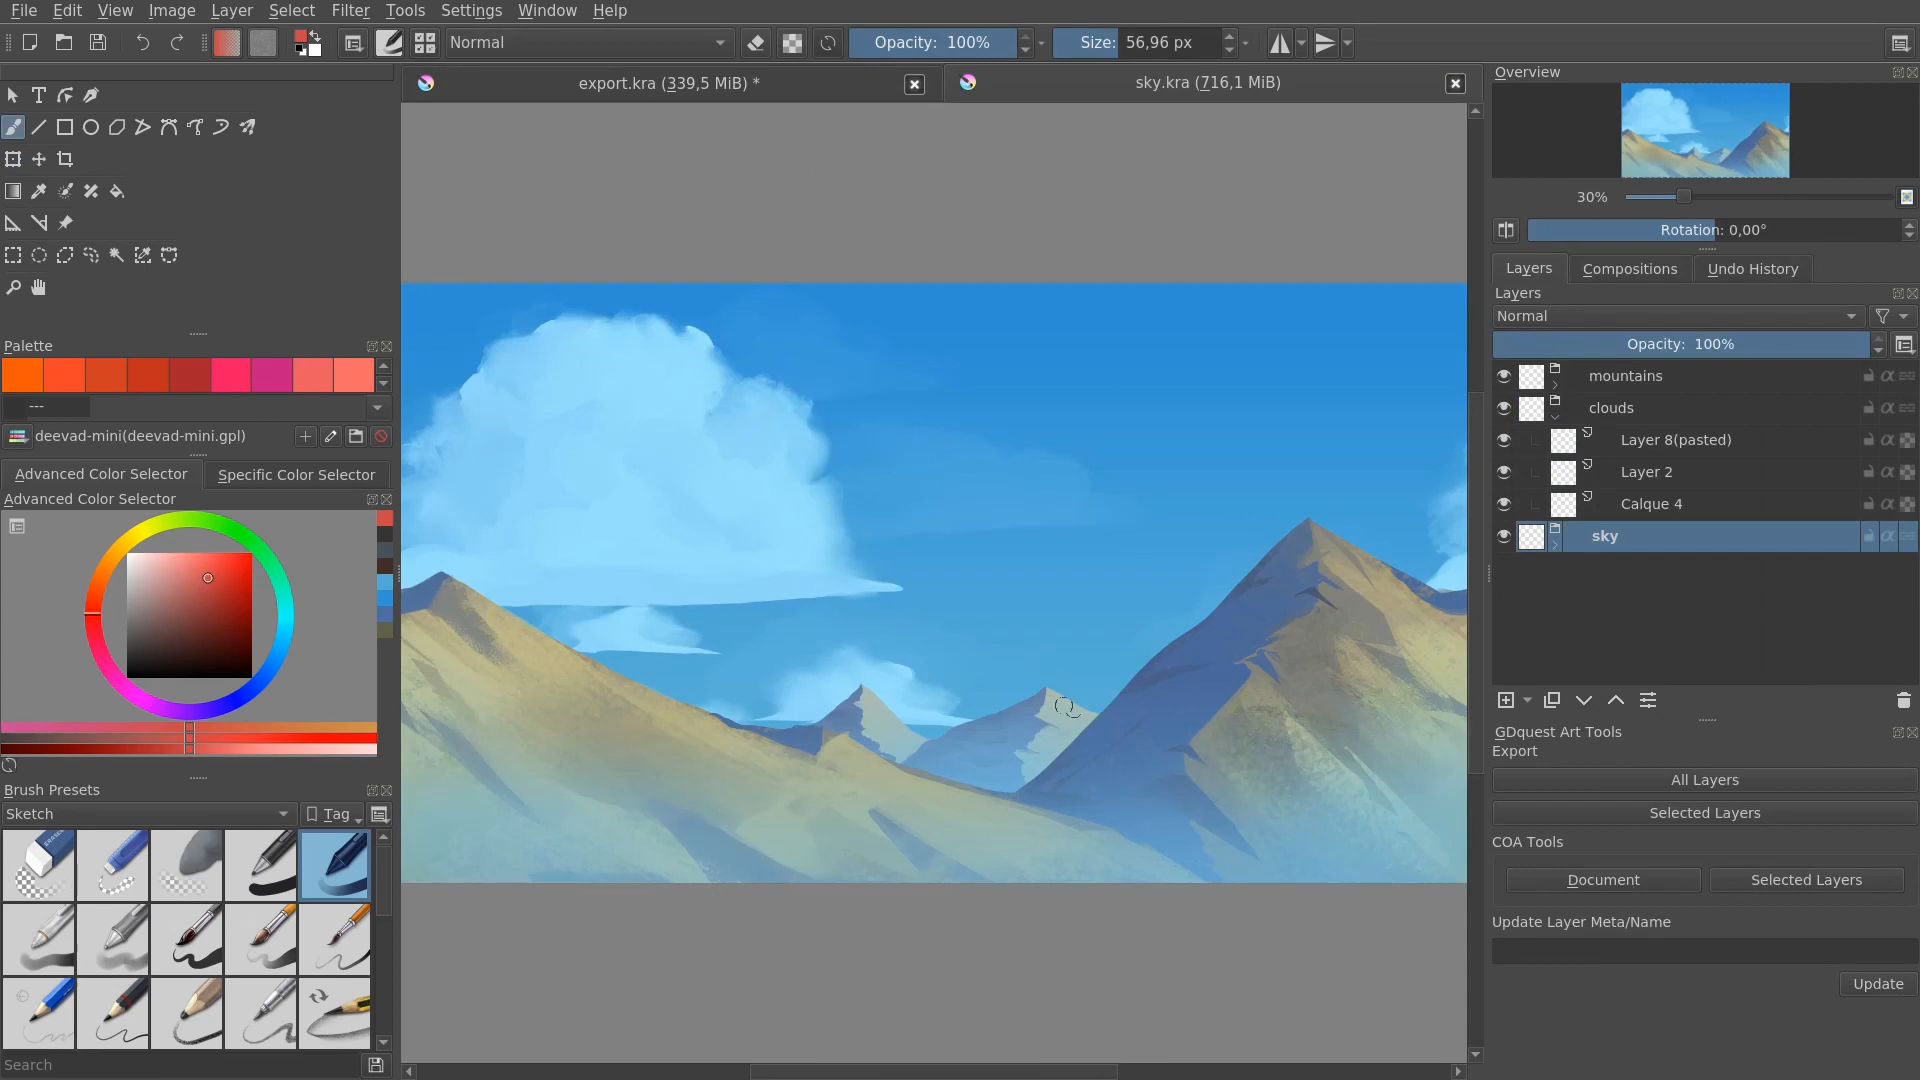 File Edit View Image Layer Select Filter Tools Settings Window Help
Normal
Opacity: 100%
Size: 56,96 px
export.kra (339,5 MiB) *
sky.kra (716,1 MiB)
Overview
30%
Rotation: 0,00°
Layers Compositions Undo History
Layers
Normal
Opacity: 100%
mountains
clouds
Layer 8(pasted)
Layer 2
Calque 4
sky
GDquest Art Tools
Export
All Layers
Selected Layers
COA Tools
Document Selected Layers
Update Layer Meta/Name
Update
Palette
---
deevad-mini(deevad-mini.gpl)
Advanced Color Selector Specific Color Selector
Advanced Color Selector
Brush Presets
Sketch
Tag
Search